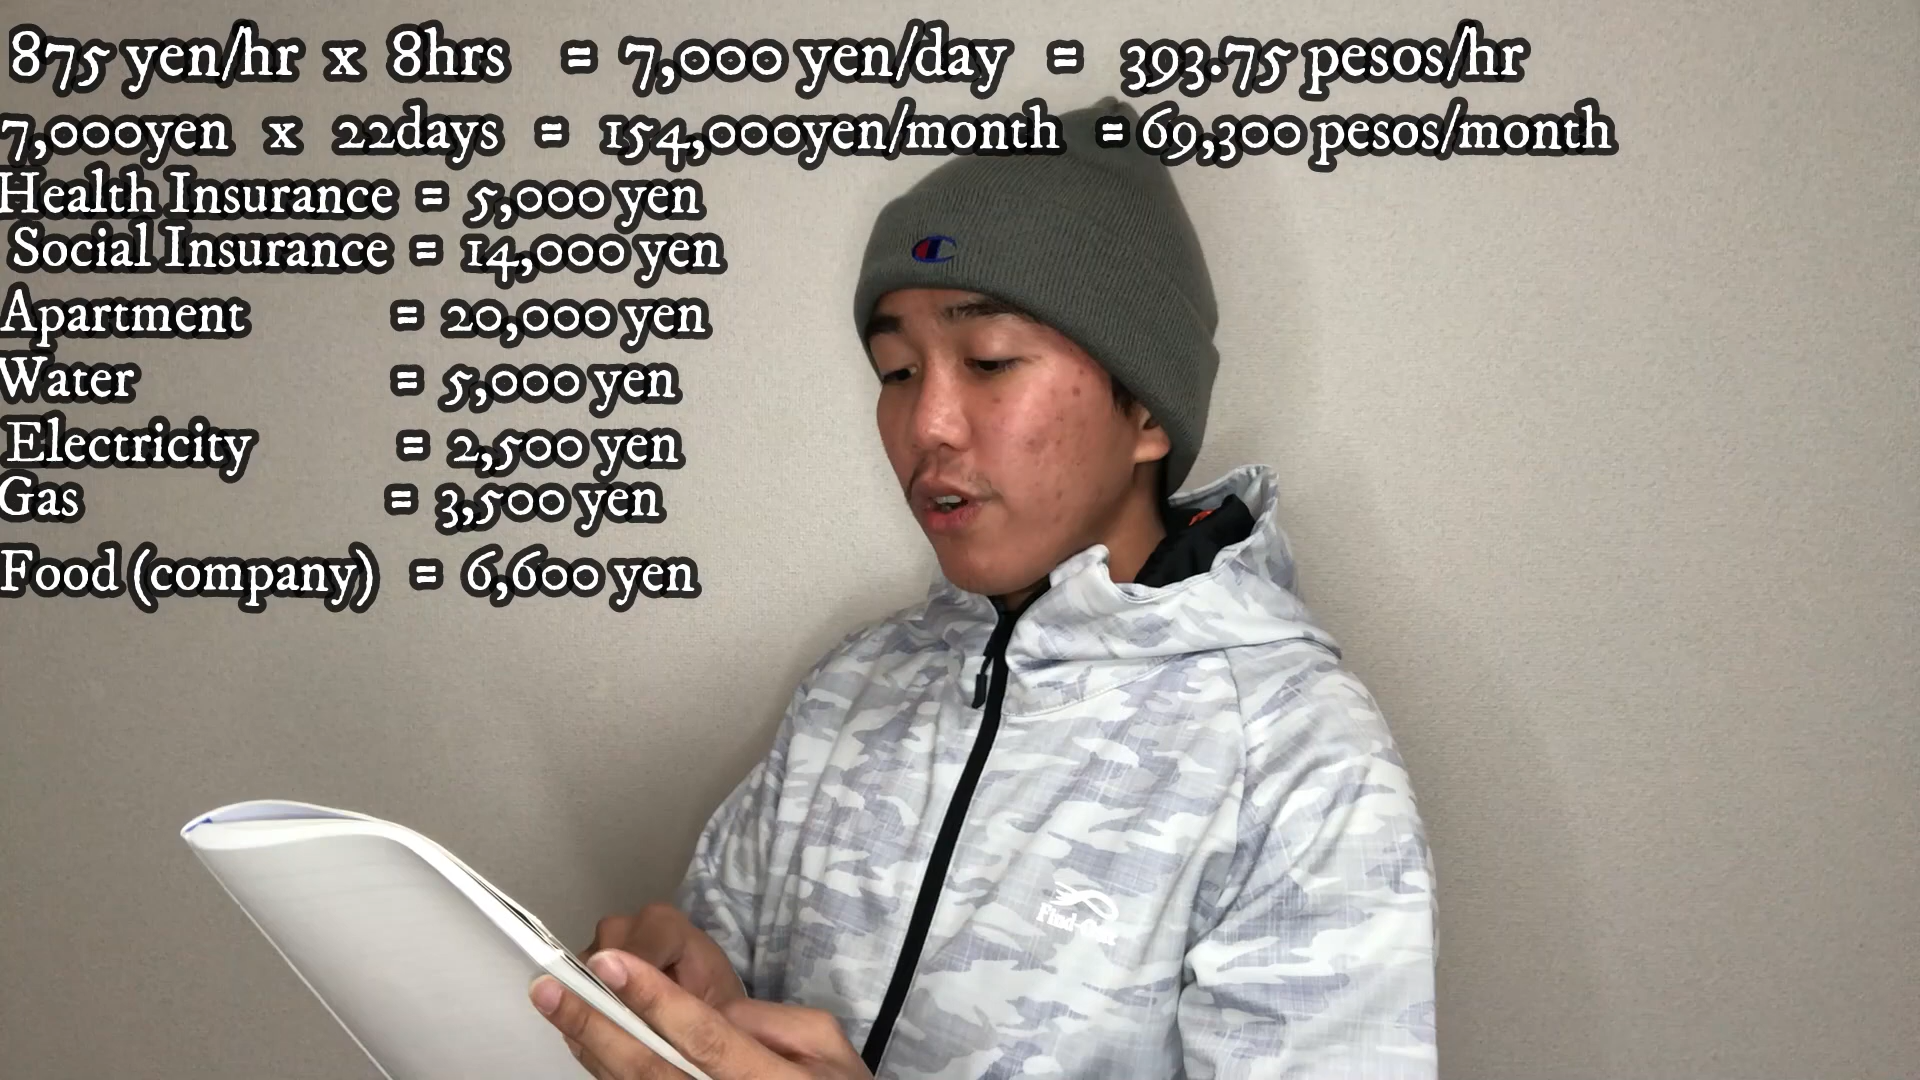 875 yen/hr x 8hrs = 7,000 yen/day = 393.75 pesos/hr
7,000yen x 22days = 154,000yen/month = 69,300 pesos/month
Health Insurance = 5,000 yen
Social Insurance = 14,000 yen
Apartment = 20,000 yen
Water = 5,000 yen
Electricity = 2,500 yen
Gas = 3,500 yen
Food (company) = 6,600 yen